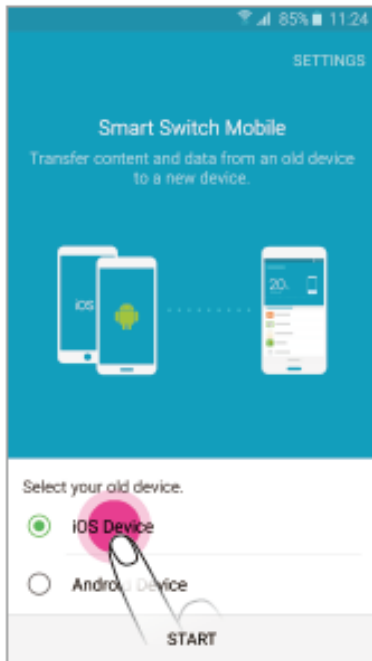 85% 11:24
SETTINGS
Smart Switch Mobile
Transfer content and data from an old device
to a new device.
iOS
20
Select your old device.
iOS Device
Android Device
START